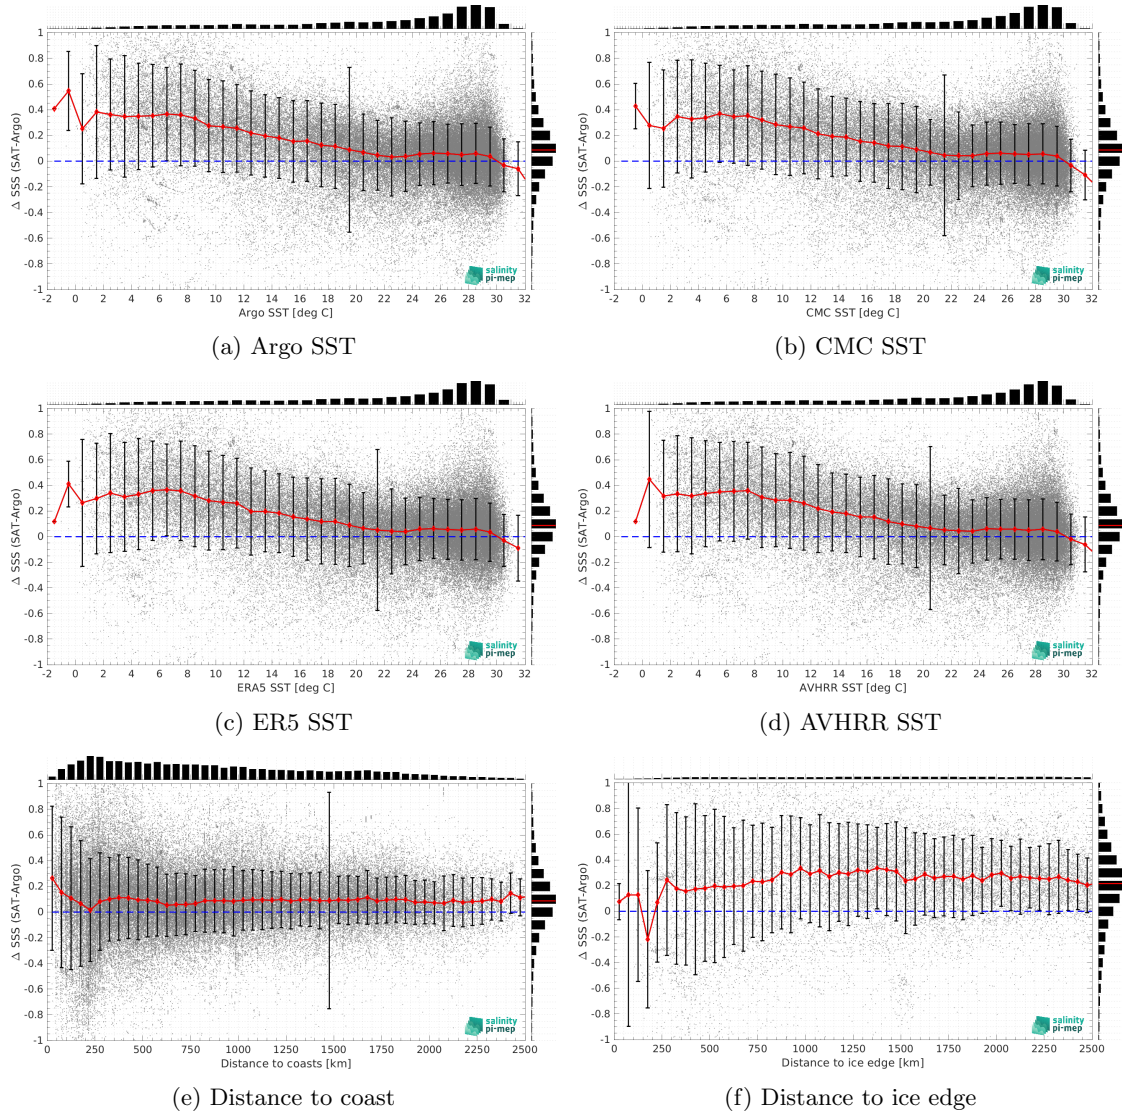 1
0.8
0.6
0.4
0.2
0
-0.2
-0.4
-0.6
-0.8
-1
Δ SSS (SAT-Argo)
salinity
pi-mep
-2 0 2 4 6 8 10 12 14 16 18 20 22 24 26 28 30 32
Argo SST [deg C]
(a) Argo SST
1
0.8
0.6
0.4
0.2
0
-0.2
-0.4
-0.6
-0.8
-1
Δ SSS (SAT-Argo)
salinity
pi-mep
-2 0 2 4 6 8 10 12 14 16 18 20 22 24 26 28 30 32
CMC SST [deg C]
(b) CMC SST
1
0.8
0.6
0.4
0.2
0
-0.2
-0.4
-0.6
-0.8
-1
Δ SSS (SAT-Argo)
salinity
pi-mep
-2 0 2 4 6 8 10 12 14 16 18 20 22 24 26 28 30 32
ERA5 SST [deg C]
(c) ER5 SST
1
0.8
0.6
0.4
0.2
0
-0.2
-0.4
-0.6
-0.8
-1
Δ SSS (SAT-Argo)
salinity
pi-mep
-2 0 2 4 6 8 10 12 14 16 18 20 22 24 26 28 30 32
AVHRR SST [deg C]
(d) AVHRR SST
1
0.8
0.6
0.4
0.2
0
-0.2
-0.4
-0.6
-0.8
-1
Δ SSS (SAT-Argo)
salinity
pi-mep
0 250 500 750 1000 1250 1500 1750 2000 2250 2500
Distance to coasts [km]
(e) Distance to coast
1
0.8
0.6
0.4
0.2
0
-0.2
-0.4
-0.6
-0.8
-1
Δ SSS (SAT-Argo)
salinity
pi-mep
0 250 500 750 1000 1250 1500 1750 2000 2250 2500
Distance to ice edge [km]
(f) Distance to ice edge